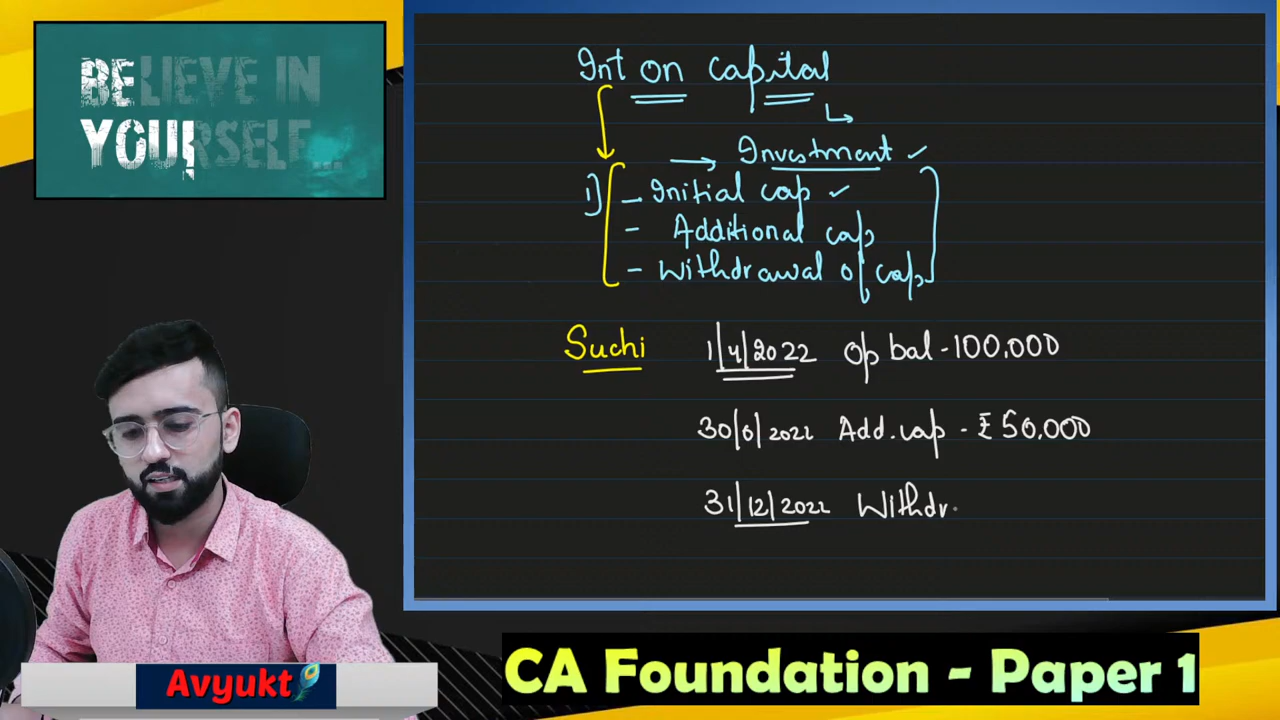 BELIEVE IN
YOURSELF...
Int on capital
→ Investment ✓
1) - Initial cap ✓
- Additional cap
- Withdrawal of cap
Suchi 1/4/2022 Op bal - 100,000
30/6/2022 Add. cap - ₹ 50,000
31/12/2022 Withdr
Avyukt
CA Foundation - Paper 1